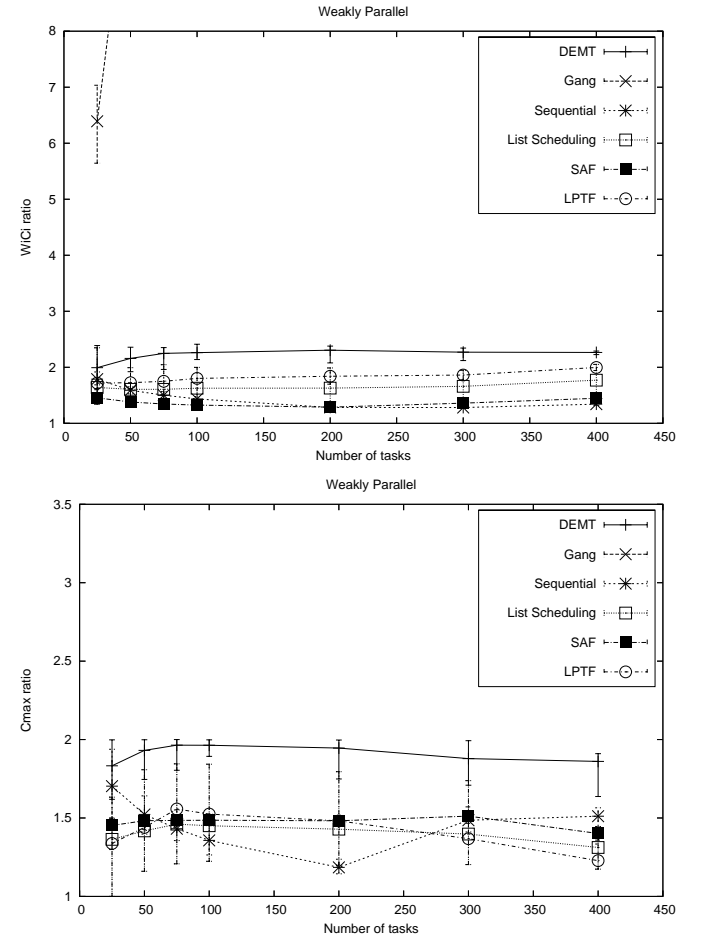 Weakly Parallel
8
7
6
5
4
3
2
1
WiCi ratio
DEMT
Gang
Sequential
List Scheduling
SAF
LPTF
0 50 100 150 200 250 300 350 400 450
Number of tasks
Weakly Parallel
3.5
3
2.5
2
1.5
1
Cmax ratio
DEMT
Gang
Sequential
List Scheduling
SAF
LPTF
0 50 100 150 200 250 300 350 400 450
Number of tasks